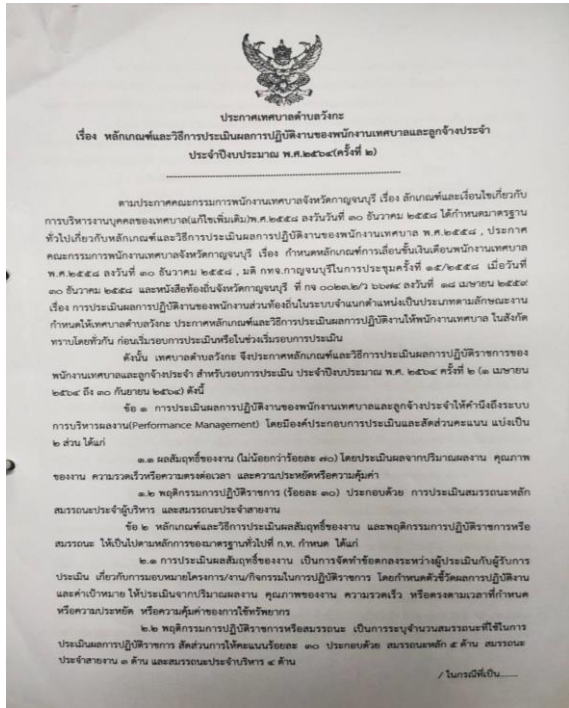 ประกาศเทศบาลตำบลวังกะ
เรื่อง หลักเกณฑ์และวิธีการประเมินผลการปฏิบัติงานของพนักงานเทศบาลและลูกจ้างประจำ
ประจำปีงบประมาณ พ.ศ.๒๕๖๔(ครั้งที่ ๒)
ตามประกาศคณะกรรมการพนักงานเทศบาลจังหวัดกาญจนบุรี เรื่อง ลักเกณฑ์และเงื่อนไขเกี่ยวกับ
การบริหารงานบุคคลของเทศบาล(แก้ไขเพิ่มเติม)พ.ศ.๒๕๕๘ ลงวันวันที่ ๓๐ ธันวาคม ๒๕๕๘ ได้กำหนดมาตรฐาน
ทั่วไปเกี่ยวกับหลักเกณฑ์และวิธีการประเมินผลการปฏิบัติงานของพนักงานเทศบาล พ.ศ.๒๕๕๘ , ประกาศ
คณะกรรมการพนักงานเทศบาลจังหวัดกาญจนบุรี เรื่อง กำหนดหลักเกณฑ์การเลื่อนขั้นเงินเดือนพนักงานเทศบาล
พ.ศ.๒๕๕๘ ลงวันที่ ๓๐ ธันวาคม ๒๕๕๘ , มติ กทจ.กาญจนบุรีในการประชุมครั้งที่ ๑๕/๒๕๕๘ เมื่อวันที่
๓๐ ธันวาคม ๒๕๕๘ และหนังสือท้องถิ่นจังหวัดกาญจนบุรี ที่ กจ ๐๐๒๓.๒/ว ๖๖๗๔ ลงวันที่ ๑๘ เมษายน ๒๕๕๙
เรื่อง การประเมินผลการปฏิบัติงานของพนักงานส่วนท้องถิ่นในระบบจำแนกตำแหน่งเป็นประเภทตามลักษณะงาน
กำหนดให้เทศบาลตำบลวังกะ ประกาศหลักเกณฑ์และวิธีการประเมินผลการปฏิบัติงานให้พนักงานเทศบาล ในสังกัด
ทราบโดยทั่วกัน ก่อนเริ่มรอบการประเมินหรือในช่วงเริ่มรอบการประเมิน
ดังนั้น เทศบาลตำบลวังกะ จึงประกาศหลักเกณฑ์และวิธีการประเมินผลการปฏิบัติราชการของ
พนักงานเทศบาลและลูกจ้างประจำ สำหรับรอบการประเมิน ประจำปีงบประมาณ พ.ศ. ๒๕๖๔ ครั้งที่ ๒ (๑ เมษายน
๒๕๖๔ ถึง ๓๐ กันยายน ๒๕๖๔) ดังนี้
ข้อ ๑ การประเมินผลการปฏิบัติงานของพนักงานเทศบาลและลูกจ้างประจำให้คำนึงถึงระบบ
การบริหารผลงาน(Performance Management) โดยมีองค์ประกอบการประเมินและสัดส่วนคะแนน แบ่งเป็น
๒ ส่วน ได้แก่
๑.๑ ผลสัมฤทธิ์ของงาน (ไม่น้อยกว่าร้อยละ ๗๐) โดยประเมินผลจากปริมาณผลงาน คุณภาพ
ของงาน ความรวดเร็วหรือความตรงต่อเวลา และความประหยัดหรือความคุ้มค่า
๑.๒ พฤติกรรมการปฏิบัติราชการ (ร้อยละ ๓๐) ประกอบด้วย การประเมินสมรรถนะหลัก
สมรรถนะประจำผู้บริหาร และสมรรถนะประจำสายงาน
ข้อ ๒ หลักเกณฑ์และวิธีการประเมินผลสัมฤทธิ์ของงาน และพฤติกรรมการปฏิบัติราชการหรือ
สมรรถนะ ให้เป็นไปตามหลักการของมาตรฐานทั่วไปที่ ก.ท. กำหนด ได้แก่
๒.๑ การประเมินผลสัมฤทธิ์ของงาน เป็นการจัดทำข้อตกลงระหว่างผู้ประเมินกับผู้รับการ
ประเมิน เกี่ยวกับการมอบหมายโครงการ/งาน/กิจกรรมในการปฏิบัติราชการ โดยกำหนดตัวชี้วัดผลการปฏิบัติงาน
และค่าเป้าหมาย ให้ประเมินจากปริมาณผลงาน คุณภาพของงาน ความรวดเร็ว หรือตรงตามเวลาที่กำหนด
หรือความประหยัด หรือความคุ้มค่าของการใช้ทรัพยากร
๒.๒ พฤติกรรมการปฏิบัติราชการหรือสมรรถนะ เป็นการระบุจำนวนสมรรถนะที่ใช้ในการ
ประเมินผลการปฏิบัติราชการ สัดส่วนการให้คะแนนร้อยละ ๓๐ ประกอบด้วย สมรรถนะหลัก ๕ ด้าน สมรรถนะ
ประจำสายงาน ๓ ด้าน และสมรรถนะประจำบริหาร ๔ ด้าน
/ ในกรณีที่เป็น.......